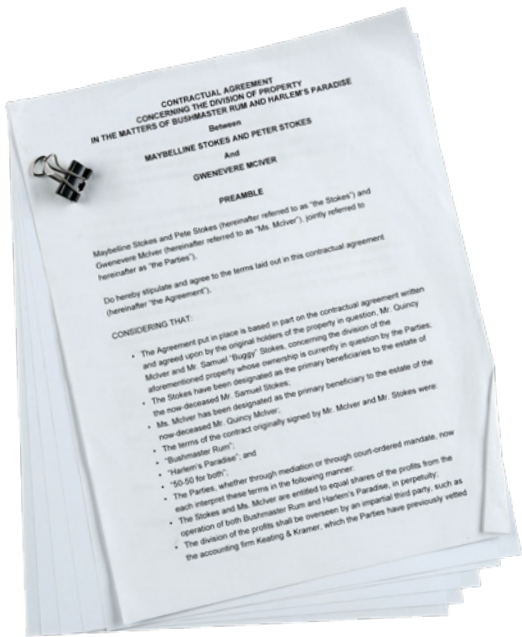 CONTRACTUAL AGREEMENT
CONCERNING THE DIVISION OF PROPERTY
IN THE MATTERS OF BUSHMASTER RUM AND HARLEM'S PARADISE
Between
MAYBELLINE STOKES AND PETER STOKES
And
GWENEVERE MCIVER
PREAMBLE
Maybelline Stokes and Pete Stokes (hereinafter referred to as "the Stokes") and
Gwenevere McIver (hereinafter referred to as "Ms. McIver"), jointly referred to
hereinafter as "the Parties").
Do hereby stipulate and agree to the terms laid out in this contractual agreement
(hereinafter "the Agreement").
CONSIDERING THAT:
• The Agreement put in place is based in part on the contractual agreement written
and agreed upon by the original holders of the property in question, Mr. Quincy
McIver and Mr. Samuel "Buggy" Stokes, concerning the division of the
aforementioned property whose ownership is currently in question by the Parties;
• The Stokes have been designated as the primary beneficiaries to the estate of
the now-deceased Mr. Samuel Stokes;
• Ms. McIver has been designated as the primary beneficiary to the estate of the
now-deceased Mr. Quincy McIver;
• The terms of the contract originally signed by Mr. McIver and Mr. Stokes were:
• "Bushmaster Rum";
• "Harlem's Paradise"; and
• "50-50 for both";
• The Parties, whether through mediation or through court-ordered mandate, now
each interpret these terms in the following manner:
• The Stokes and Ms. McIver are entitled to equal shares of the profits from the
operation of both Bushmaster Rum and Harlem's Paradise, in perpetuity;
• The division of the profits shall be overseen by an impartial third party, such as
the accounting firm Keating & Kramer, which the Parties have previously vetted